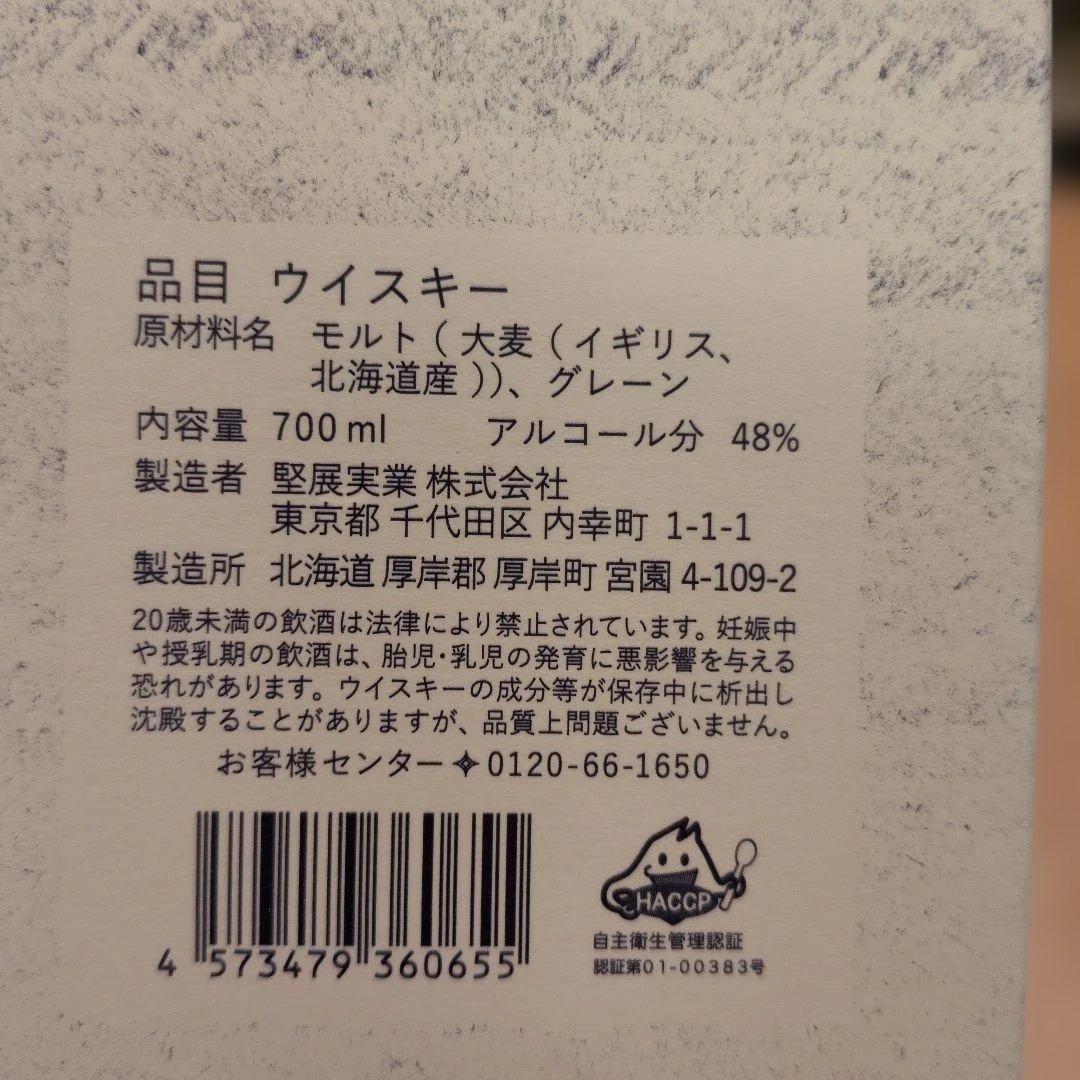 品目 ウイスキー
原材料名 モルト（大麦（イギリス、
北海道産））、グレーン
内容量 700ml アルコール分 48%
製造者 堅展実業 株式会社
東京都 千代田区 内幸町 1-1-1
製造所 北海道 厚岸郡 厚岸町 宮園 4-109-2
20歳未満の飲酒は法律により禁止されています。妊娠中
や授乳期の飲酒は、胎児・乳児の発育に悪影響を与える
恐れがあります。ウイスキーの成分等が保存中に析出し
沈殿することがありますが、品質上問題ございません。
お客様センター✧0120-66-1650
4 573479 360655
HACCP
自主衛生管理認証
認証第01-00383号